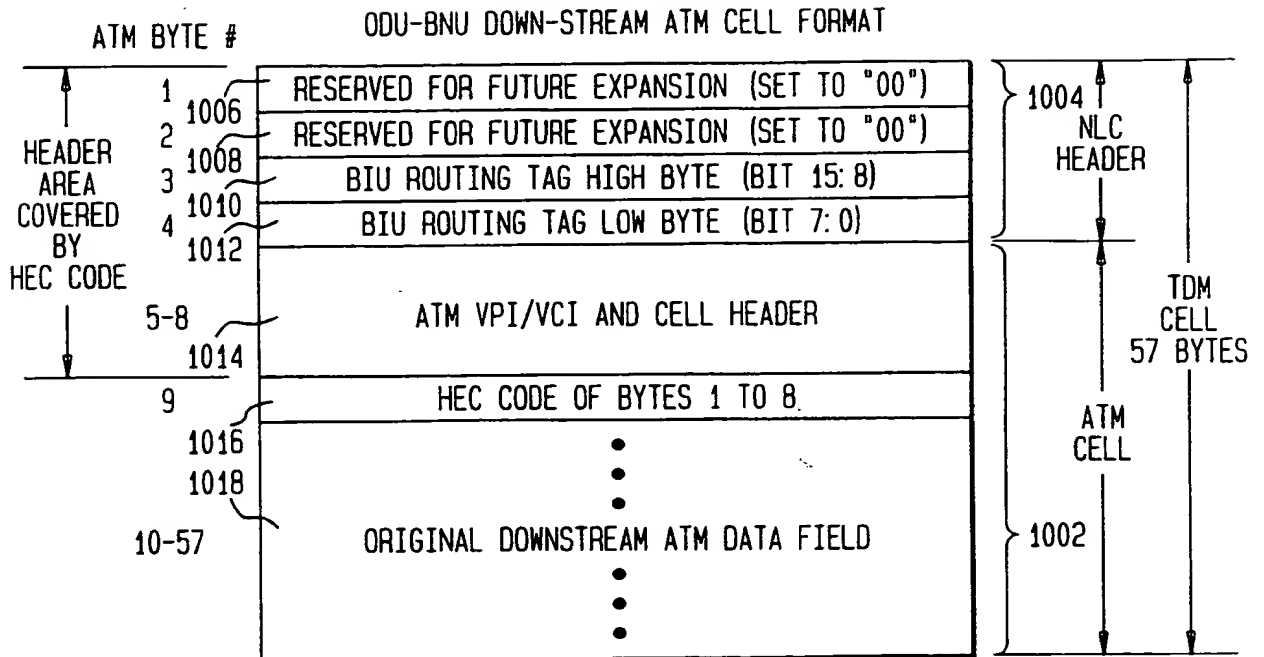 ODU-BNU DOWN-STREAM ATM CELL FORMAT
ATM BYTE #
1 RESERVED FOR FUTURE EXPANSION (SET TO "00")
1006
2 RESERVED FOR FUTURE EXPANSION (SET TO "00")
1008
3 BIU ROUTING TAG HIGH BYTE (BIT 15:8)
1010
4 BIU ROUTING TAG LOW BYTE (BIT 7:0)
1012
HEADER
AREA
COVERED
BY
HEC CODE
5-8 ATM VPI/VCI AND CELL HEADER
1014
9 HEC CODE OF BYTES 1 TO 8
1016
1018
10-57 ORIGINAL DOWNSTREAM ATM DATA FIELD
1004
NLC
HEADER
ATM
CELL
1002
TDM
CELL
57 BYTES